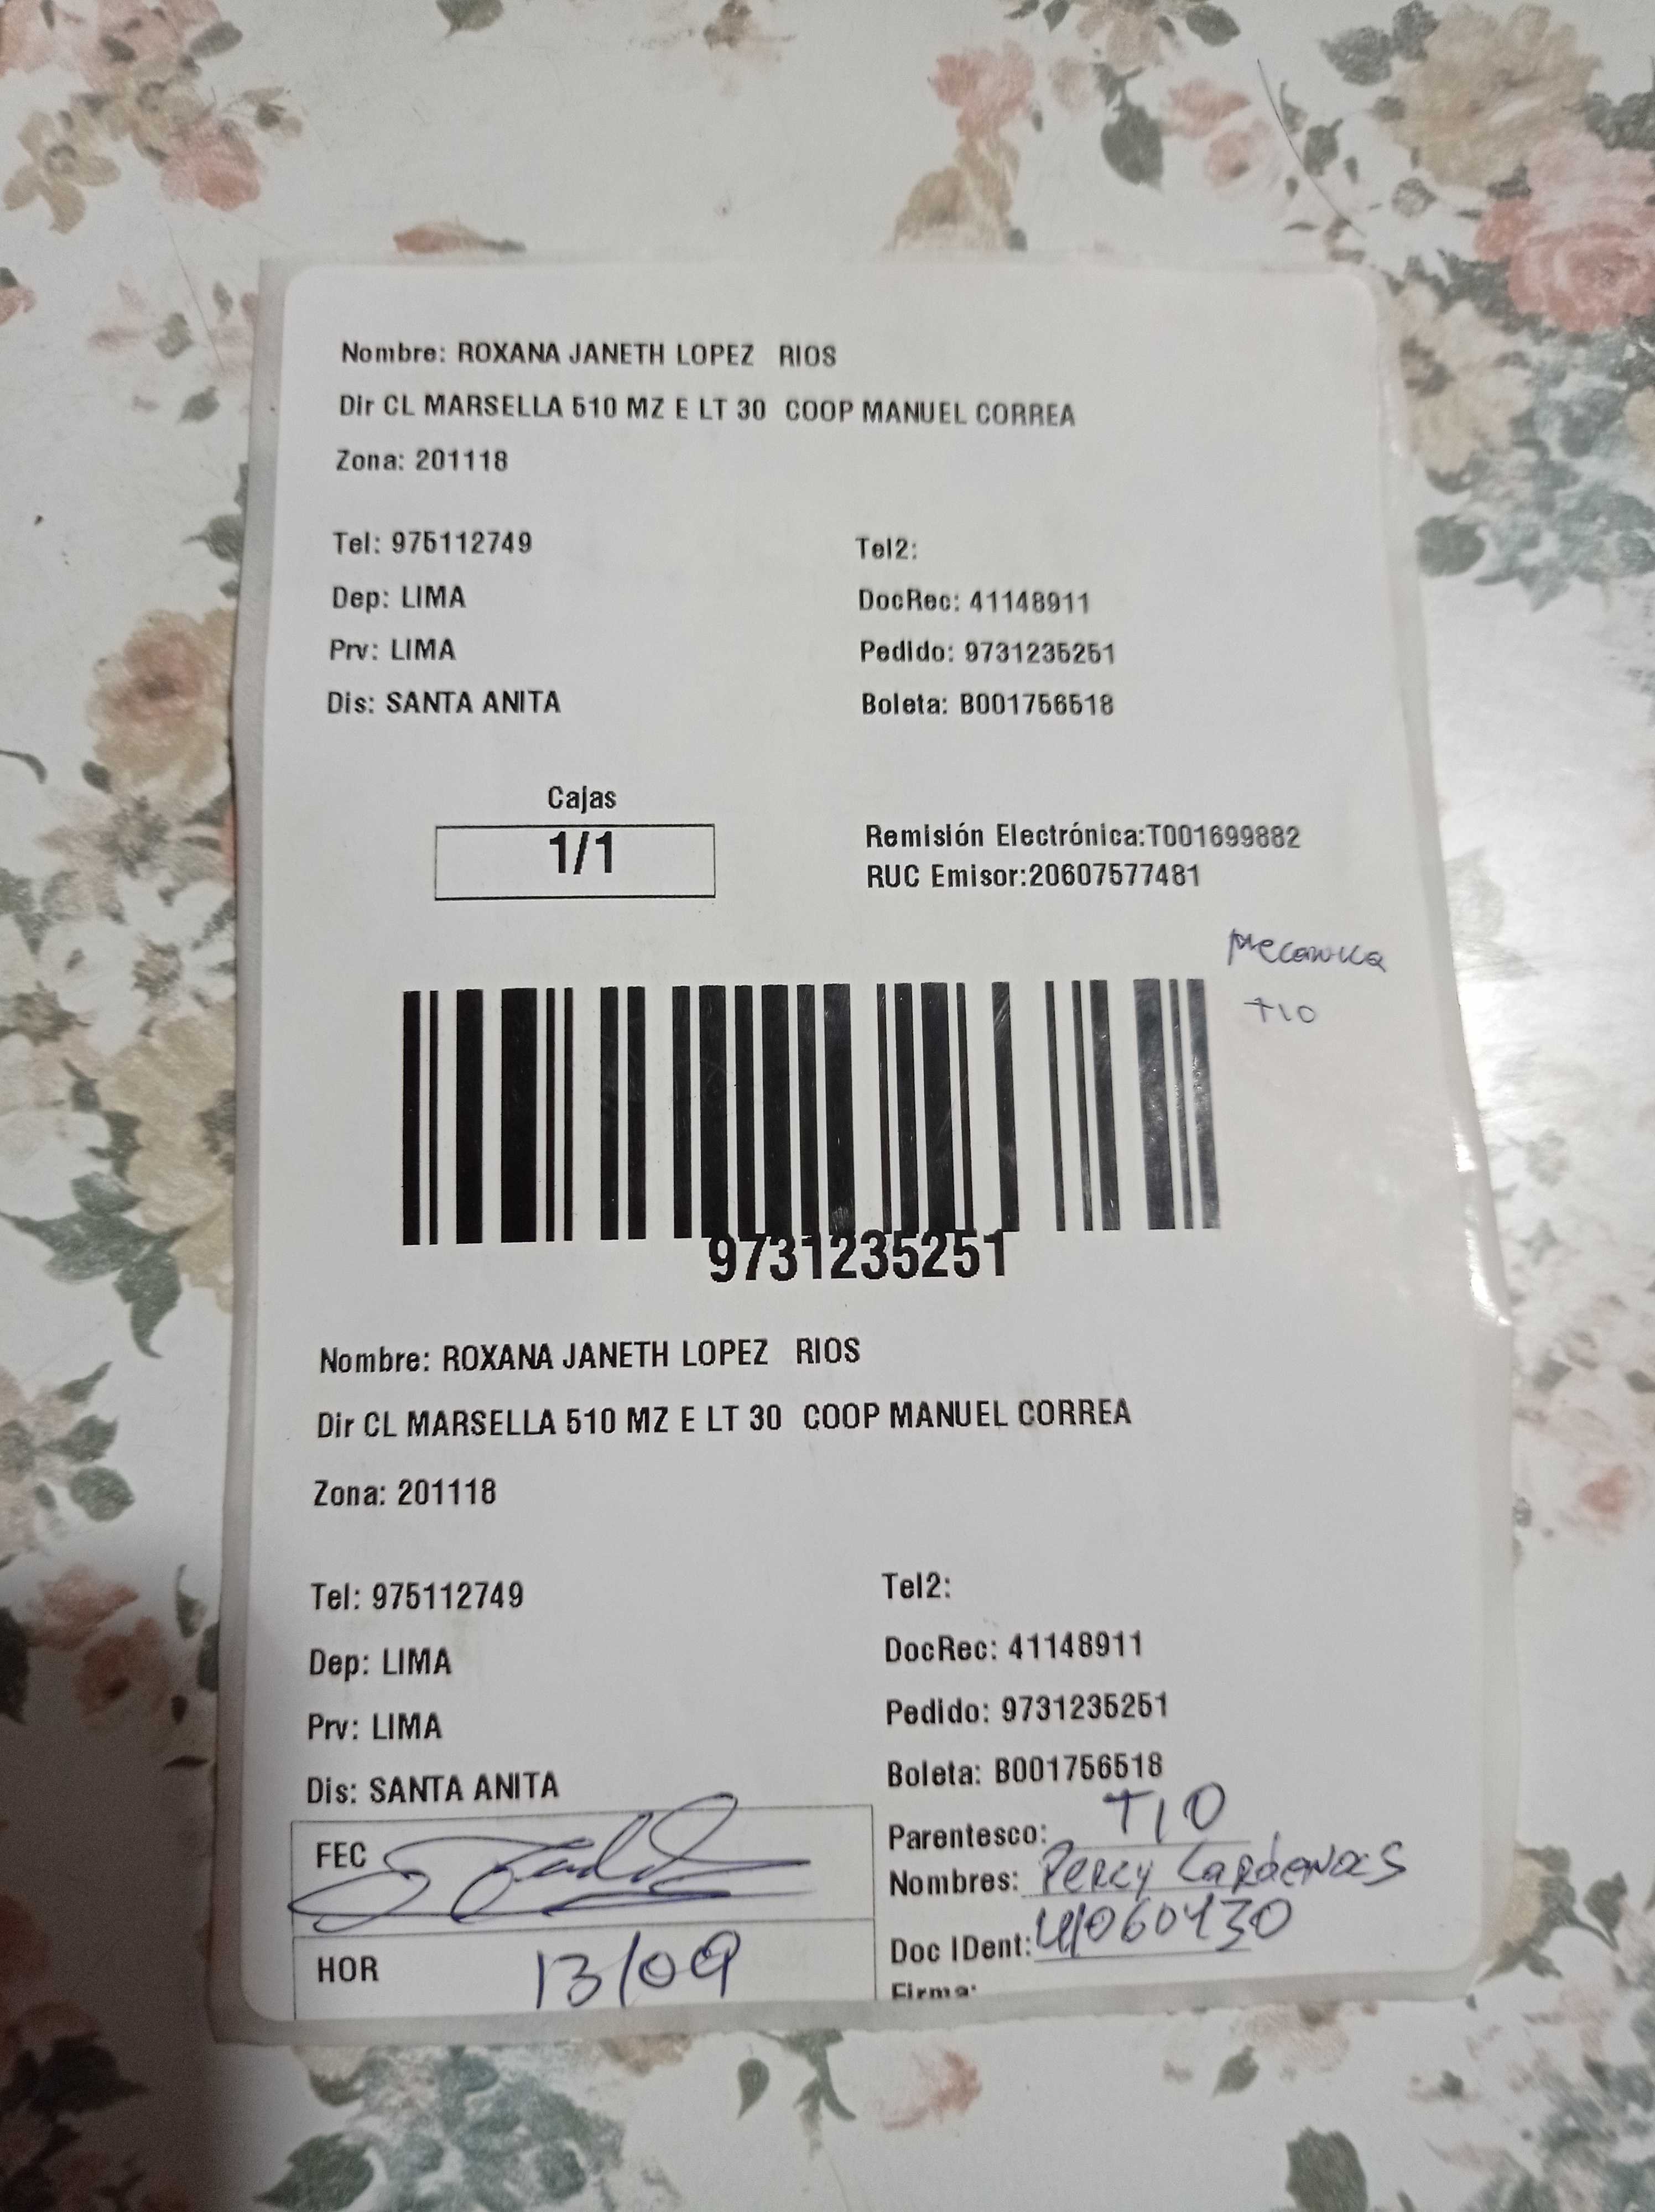 Nombre: ROXANA JANETH LOPEZ RIOS
Dir CL MARSELLA 510 MZ E LT 30 COOP MANUEL CORREA
Zona: 201118
Tel: 975112749 Tel2:
Dep: LIMA DocRec: 41148911
Prv: LIMA Pedido: 9731235251
Dis: SANTA ANITA Boleta: B001756518
Cajas
1/1
Remisión Electrónica:T001699882
RUC Emisor:20607577481
Mecanica
TIO
9731235251
Nombre: ROXANA JANETH LOPEZ RIOS
Dir CL MARSELLA 510 MZ E LT 30 COOP MANUEL CORREA
Zona: 201118
Tel: 975112749 Tel2:
Dep: LIMA DocRec: 41148911
Prv: LIMA Pedido: 9731235251
Dis: SANTA ANITA Boleta: B001756518
FEC
HOR 13/09
Parentesco: TIO
Nombres: Percy Cardenas
Doc IDent:
Firma: